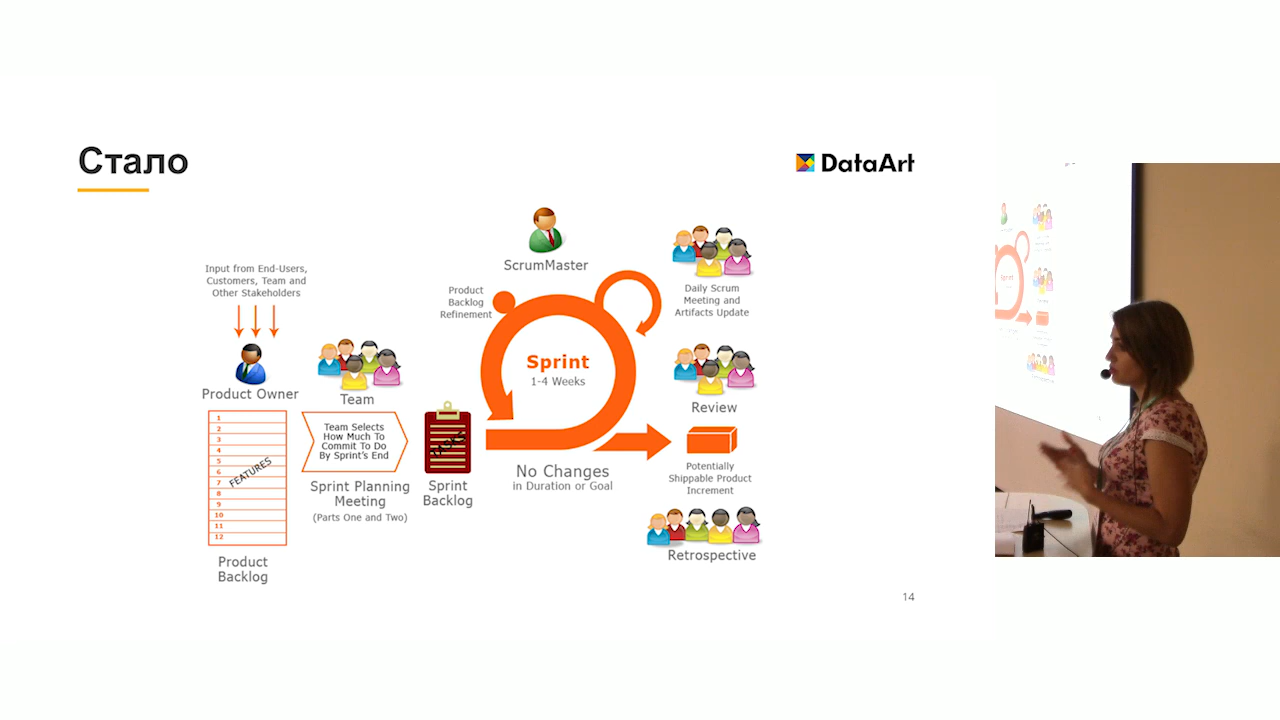 Стало
DataArt
ScrumMaster
Input from End-Users,
Customers, Team and
Other Stakeholders
Product
Backlog
Refinement
Daily Scrum
Meeting and
Artifacts Update
Sprint
1-4 Weeks
Product Owner
Team
Review
1
2
3
4
5
6
7
8
9
10
11
12
FEATURES
Team Selects
How Much To
Commit To Do
By Sprint's End
No Changes
in Duration or Goal
Potentially
Shippable Product
Increment
Sprint Planning
Meeting
(Parts One and Two)
Sprint
Backlog
Retrospective
Product
Backlog
14
Sprint